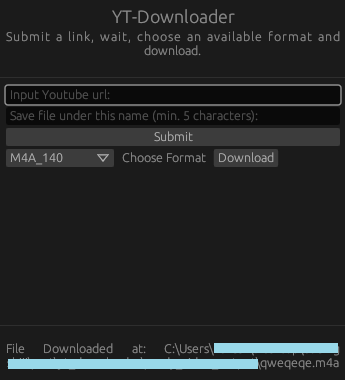 YT-Downloader
Submit a link, wait, choose an available format and
download.
Input Youtube url:
Save file under this name (min. 5 characters):
Submit
M4A_140 Choose Format Download
File Downloaded at: C:\Users\
\qweqeqe.m4a